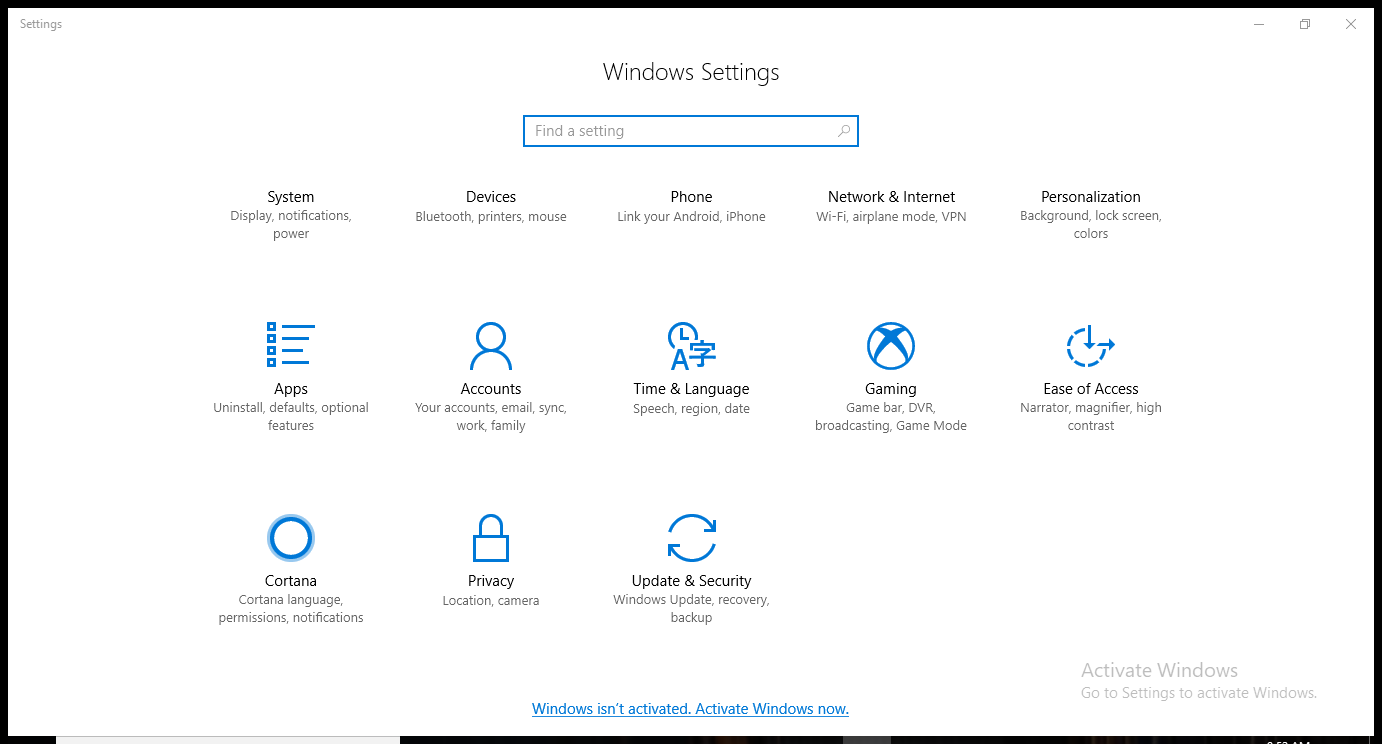 Settings
Windows Settings
Find a setting
System
Display, notifications,
power
Devices
Bluetooth, printers, mouse
Phone
Link your Android, iPhone
Network & Internet
Wi-Fi, airplane mode, VPN
Personalization
Background, lock screen,
colors
Apps
Uninstall, defaults, optional
features
Accounts
Your accounts, email, sync,
work, family
Time & Language
Speech, region, date
Gaming
Game bar, DVR,
broadcasting, Game Mode
Ease of Access
Narrator, magnifier, high
contrast
Cortana
Cortana language,
permissions, notifications
Privacy
Location, camera
Update & Security
Windows Update, recovery,
backup
Activate Windows
Go to Settings to activate Windows.
Windows isn't activated. Activate Windows now.